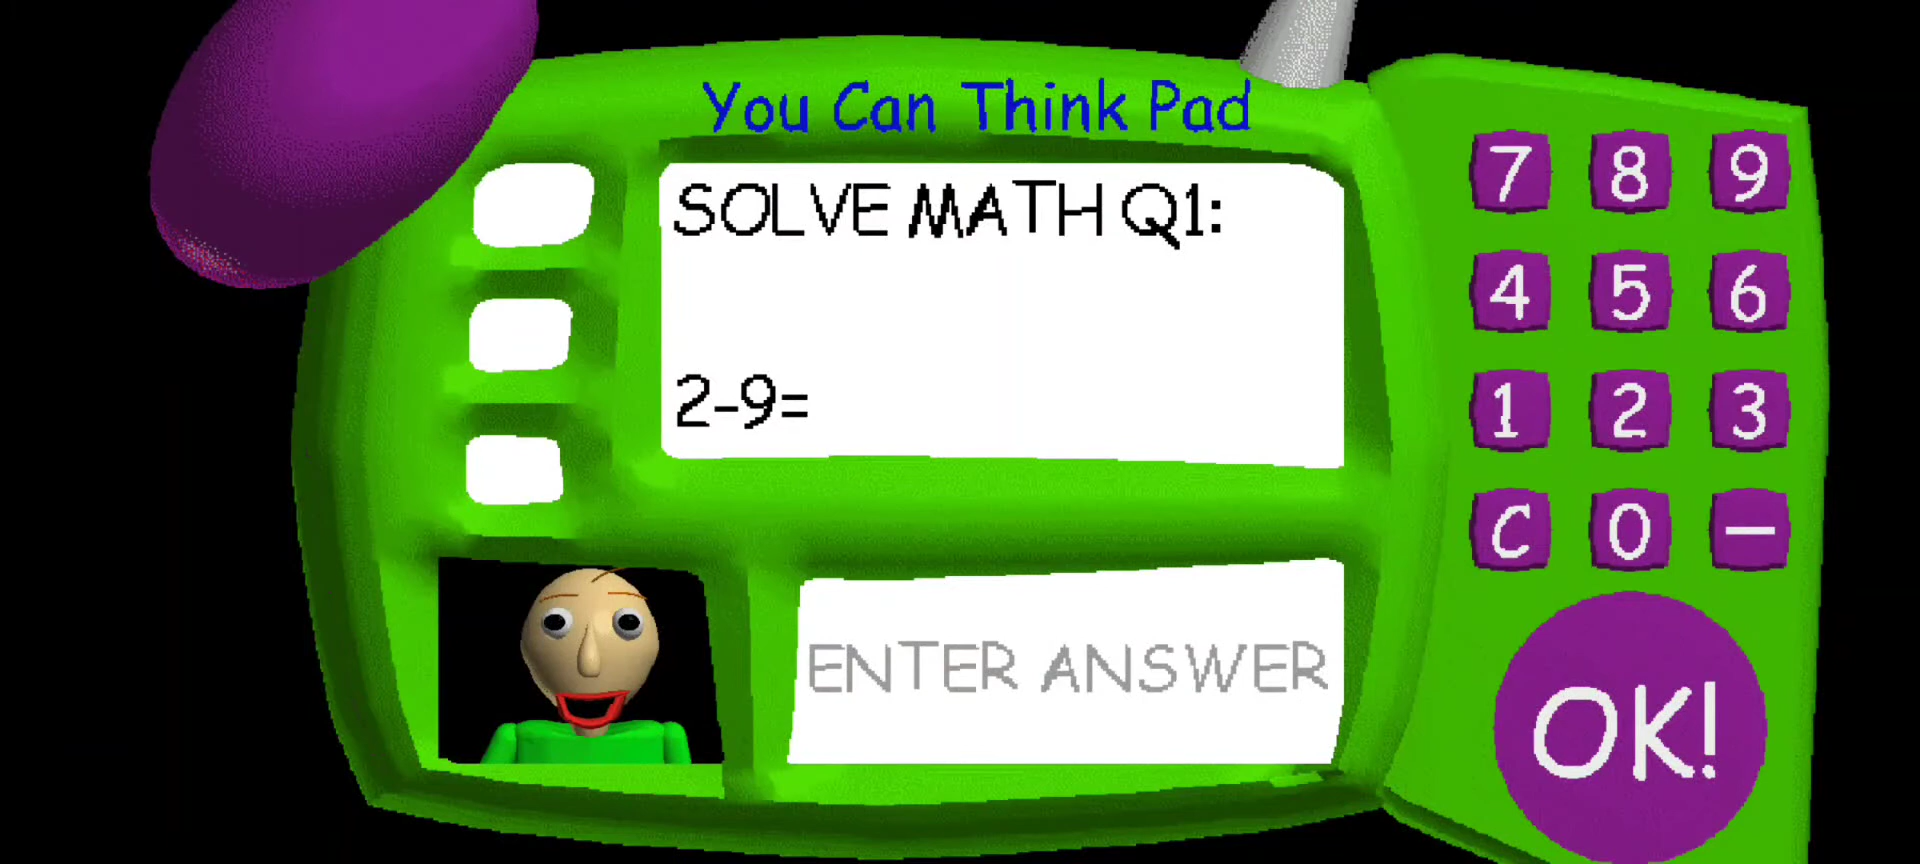 You Can Think Pad
SOLVE MATH Q1:
2-9=
ENTER ANSWER
7 8 9
4 5 6
1 2 3
C 0 −
OK!